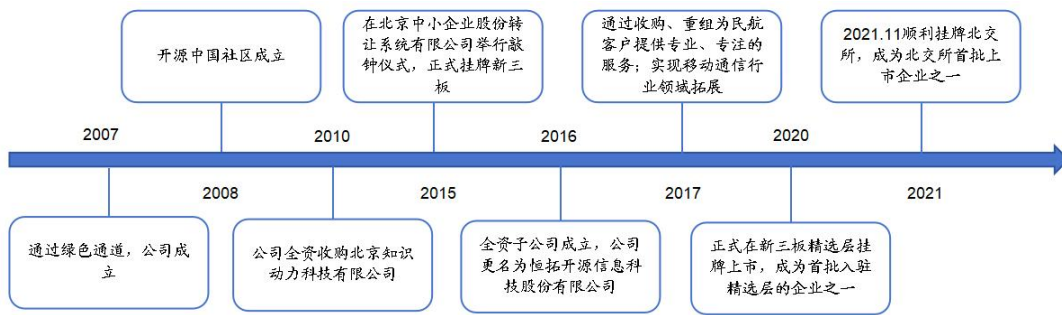 开源中国社区成立
在北京中小企业股份转
让系统有限公司举行敲
钟仪式，正式挂牌新三
板
通过收购、重组为民航
客户提供专业、专注的
服务；实现移动通信行
业领域拓展
2021.11顺利挂牌北交
所，成为北交所首批上
市企业之一
2007
2010
2016
2020
2008
2015
2017
2021
通过绿色通道，公司成
立
公司全资收购北京知识
动力科技有限公司
全资子公司成立，公司
更名为恒拓开源信息科
技股份有限公司
正式在新三板精选层挂
牌上市，成为首批入驻
精选层的企业之一